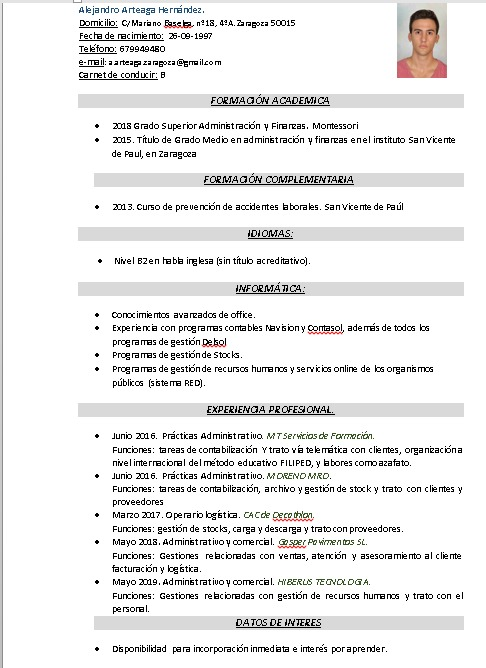 Alejandro Arteaga Hernández.
Domicilio: C/Mariano Baselga, nº18, 4ºA. Zaragoza 50015
Fecha de nacimiento: 26-09-1997
Teléfono: 679949480
e-mail: a.arteaga.zaragoza@gmail.com
Carnet de conducir: B
FORMACIÓN ACADEMICA
• 2018 Grado Superior Administración y Finanzas. Montessori
• 2015. Título de Grado Medio en administración y finanzas en el instituto San Vicente
de Paul, en Zaragoza
FORMACIÓN COMPLEMENTARIA
• 2013. Curso de prevención de accidentes laborales. San Vicente de Paúl
IDIOMAS:
• Nivel B2 en habla inglesa (sin título acreditativo).
INFORMÁTICA:
• Conocimientos avanzados de office.
• Experiencia con programas contables Navision y Contasol, además de todos los
programas de gestión Delsol
• Programas de gestión de Stocks.
• Programas de gestión de recursos humanos y servicios online de los organismos
públicos (sistema RED).
EXPERIENCIA PROFESIONAL.
• Junio 2016. Prácticas Administrativo. MT Servicios de Formación.
Funciones: tareas de contabilización Y trato vía telemática con clientes, organización a
nivel internacional del método educativo FILIPED, y labores como azafato.
• Junio 2016. Prácticas Administrativo. MORENO MRO.
Funciones: tareas de contabilización, archivo y gestión de stock y trato con clientes y
proveedores
• Marzo 2017. Operario logística. CAC de Decathlon.
Funciones: gestión de stocks, carga y descarga y trato con proveedores.
• Mayo 2018. Administrativo y comercial. Gasper Pavimentos SL.
Funciones: Gestiones relacionadas con ventas, atención y asesoramiento al cliente
facturación y logística.
• Mayo 2019. Administrativo y comercial. HIBERUS TECNOLOGIA.
Funciones: Gestiones relacionadas con gestión de recursos humanos y trato con el
personal.
DATOS DE INTERES
• Disponibilidad para incorporación inmediata e interés por aprender.